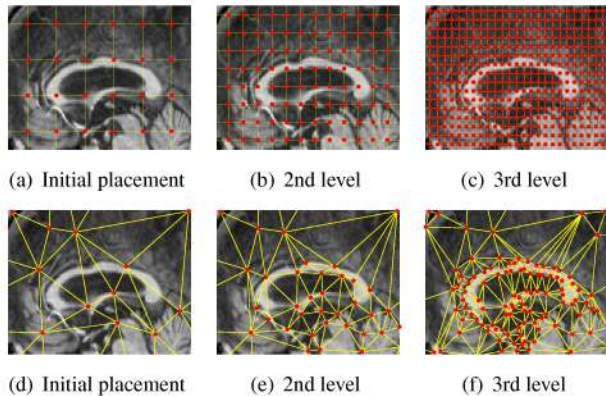 (a) Initial placement
(b) 2nd level
(c) 3rd level
(d) Initial placement
(e) 2nd level
(f) 3rd level